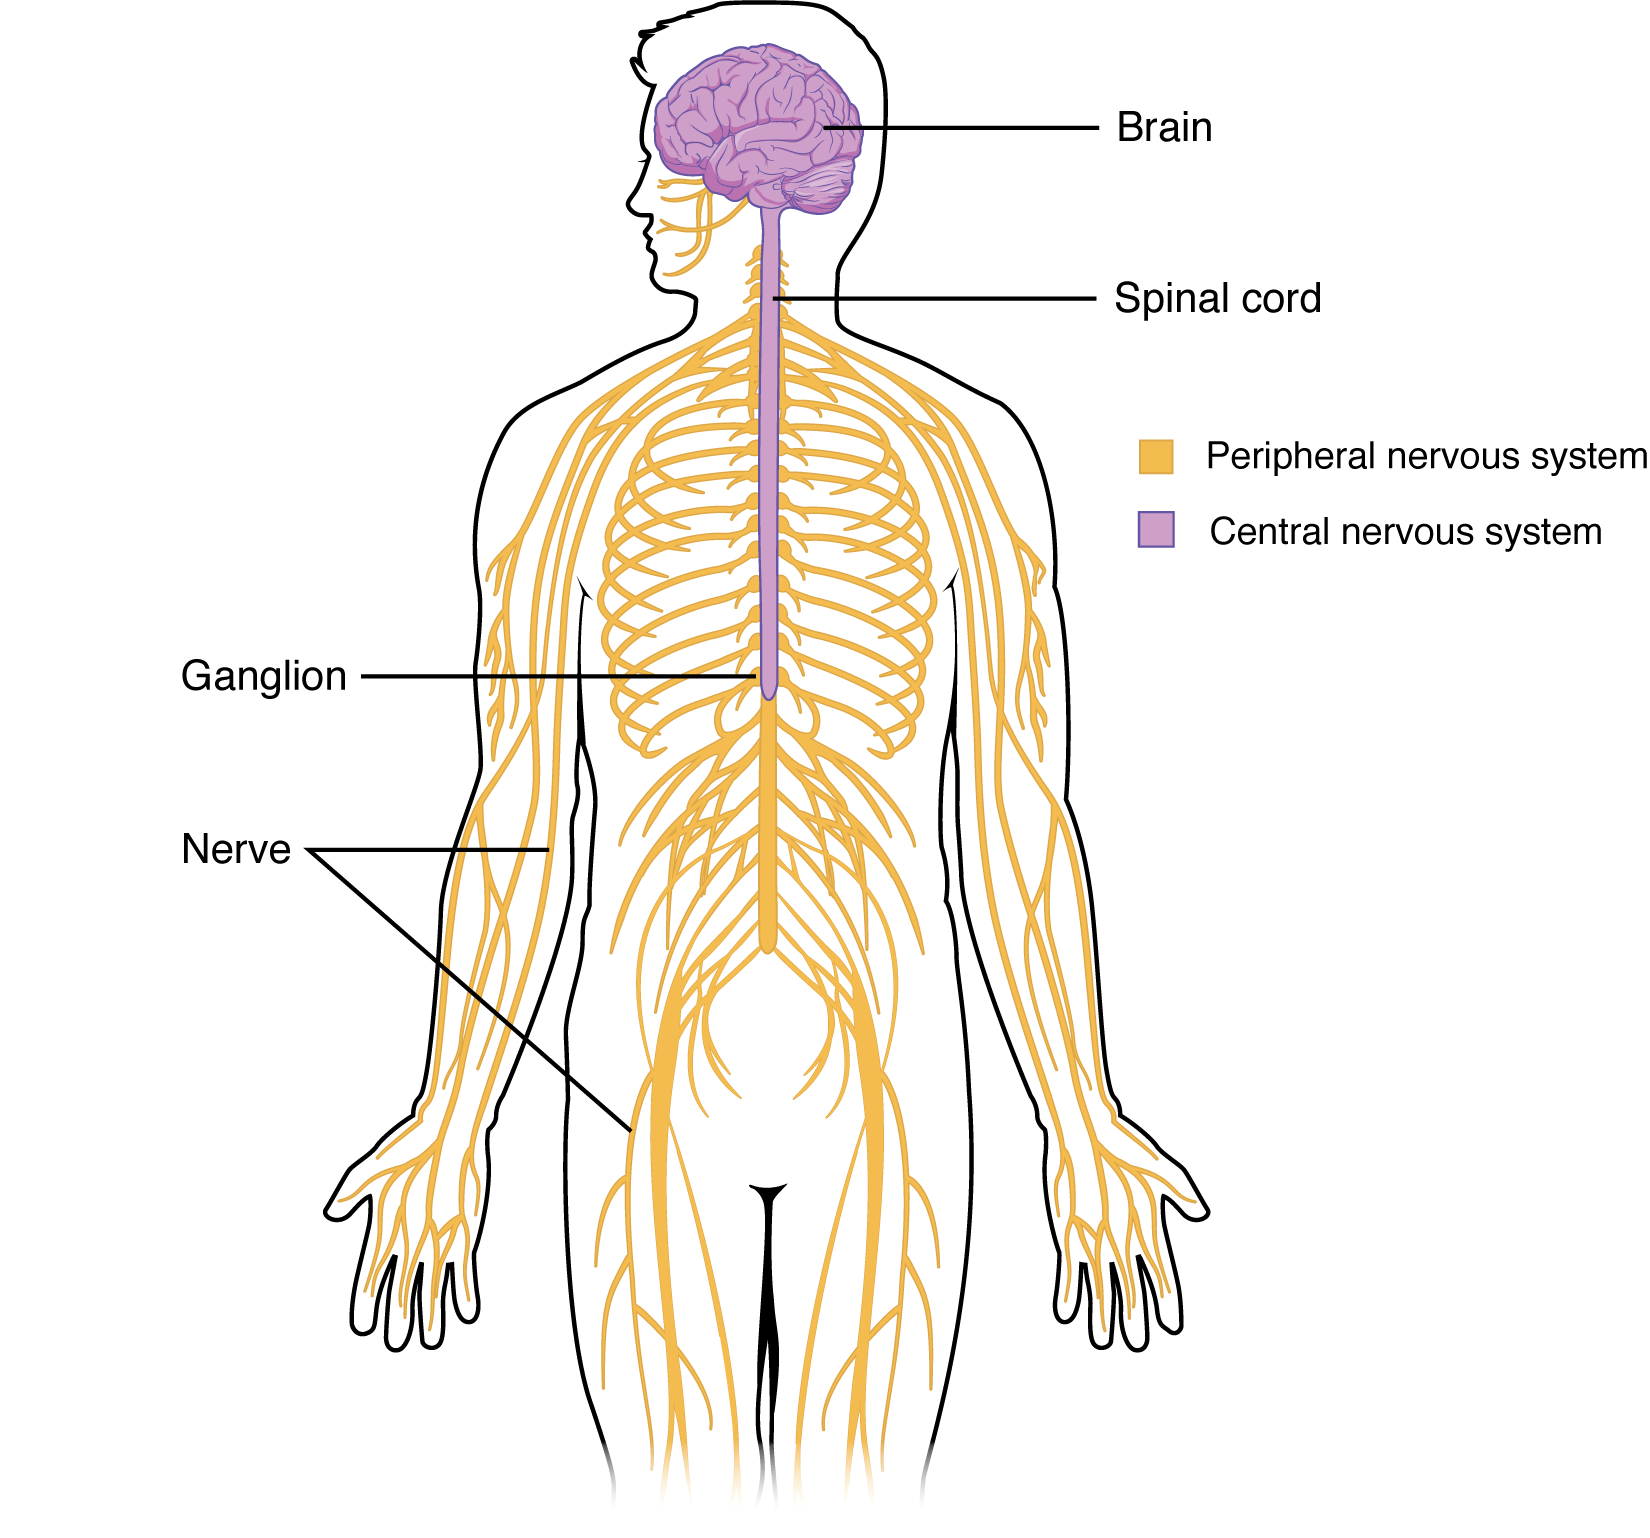 Brain
Spinal cord
Peripheral nervous system
Central nervous system
Ganglion
Nerve